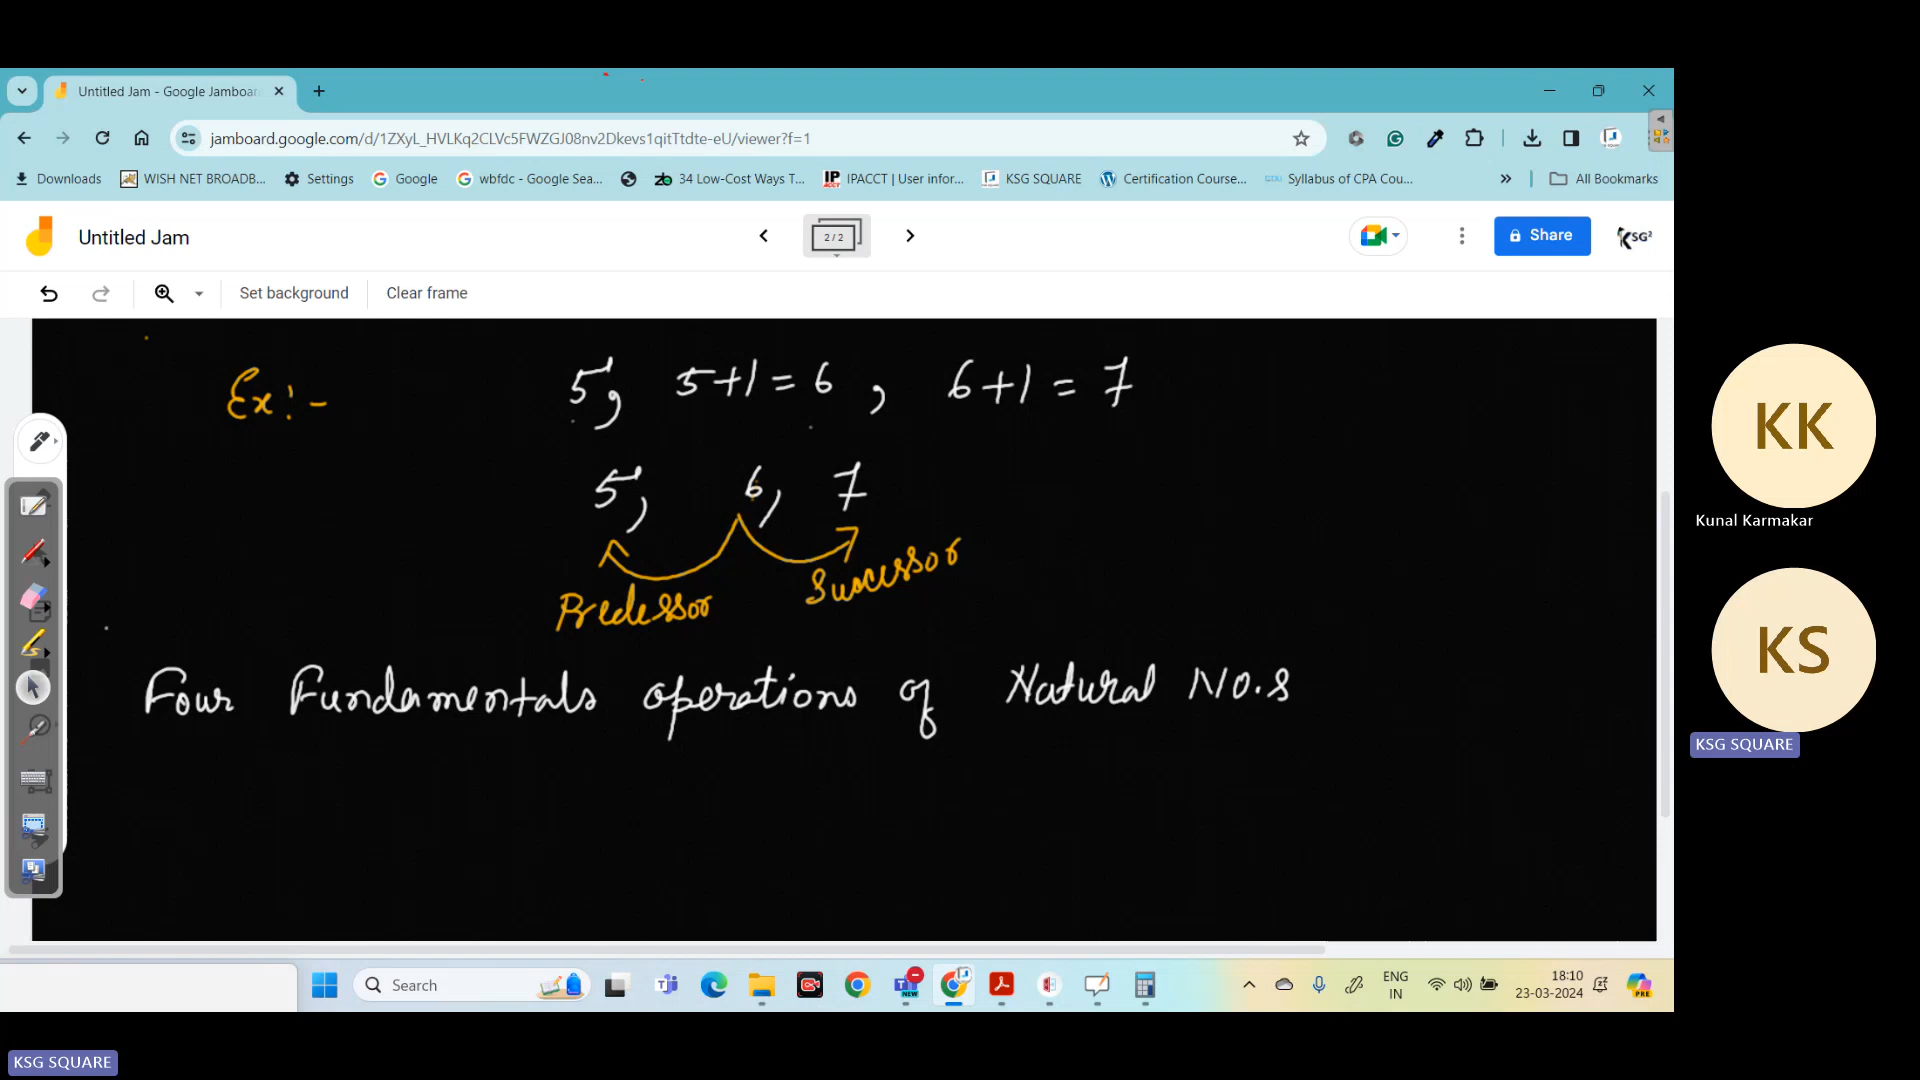 Untitled Jam - Google Jamboar
jamboard.google.com/d/1ZXyL_HVLKq2CLVc5FWZGJ08nv2Dkevs1qitTtdte-eU/viewer?f=1
Downloads WISH NET BROADB... Settings Google wbfdc - Google Sea... 34 Low-Cost Ways T... IPACCT | User infor... KSG SQUARE Certification Course... Syllabus of CPA Cou... » All Bookmarks
Untitled Jam 2 / 2 Share KSG²
Set background Clear frame
Ex:- 5, 5+1=6, 6+1=7
5, 6, 7
Predessor Successor
Four Fundamentals operations of Natural No.s
KK
Kunal Karmakar
KS
KSG SQUARE
Search ENG IN 18:10 23-03-2024
KSG SQUARE